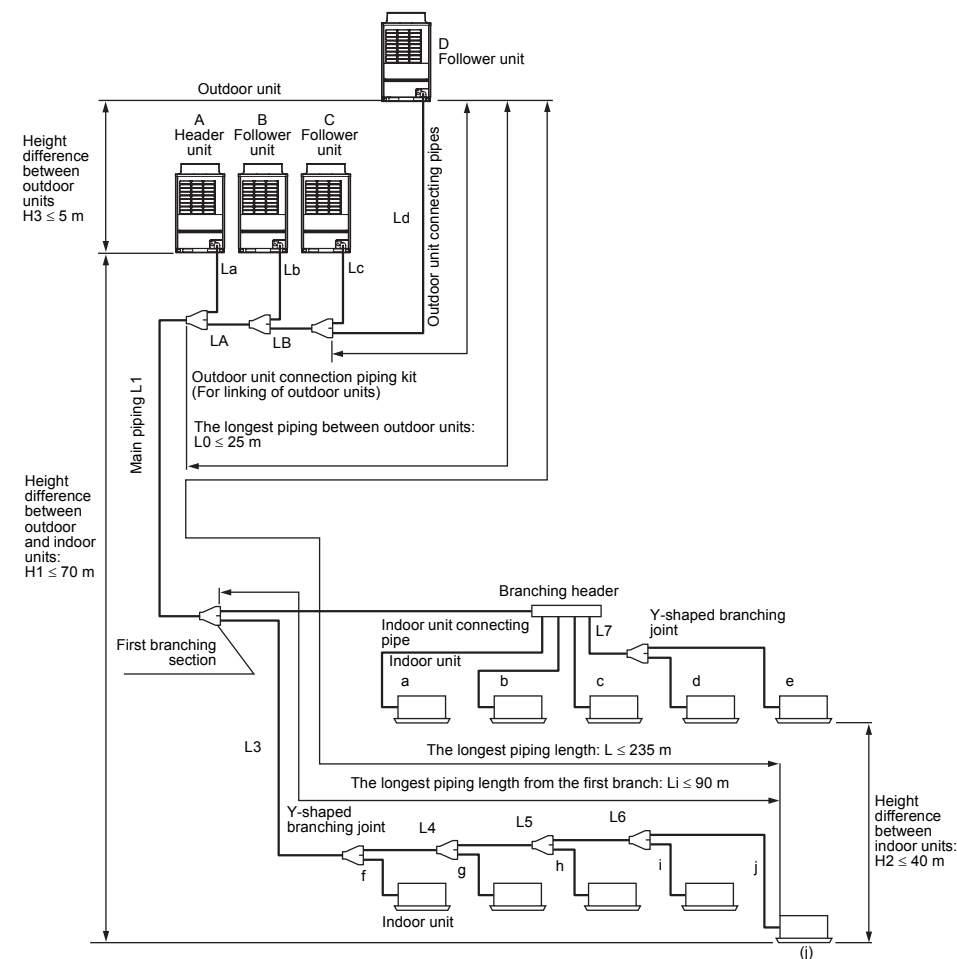 D
Follower unit
Outdoor unit
A
Header
unit
B
Follower
unit
C
Follower
unit
Height
difference
between
outdoor
units
H3 ≤ 5 m
Outdoor unit connecting pipes
Ld
La
Lb
Lc
LA
LB
Outdoor unit connection piping kit
(For linking of outdoor units)
Main piping L1
The longest piping between outdoor units:
L0 ≤ 25 m
Height
difference
between
outdoor
and indoor
units:
H1 ≤ 70 m
Branching header
First branching
section
Indoor unit connecting
pipe
L7
Y-shaped branching
joint
Indoor unit
a
b
c
d
e
L3
The longest piping length: L ≤ 235 m
The longest piping length from the first branch: Li ≤ 90 m
Height
difference
between
indoor units:
H2 ≤ 40 m
Y-shaped
branching joint
L4
L5
L6
f
g
h
i
j
Indoor unit
(j)